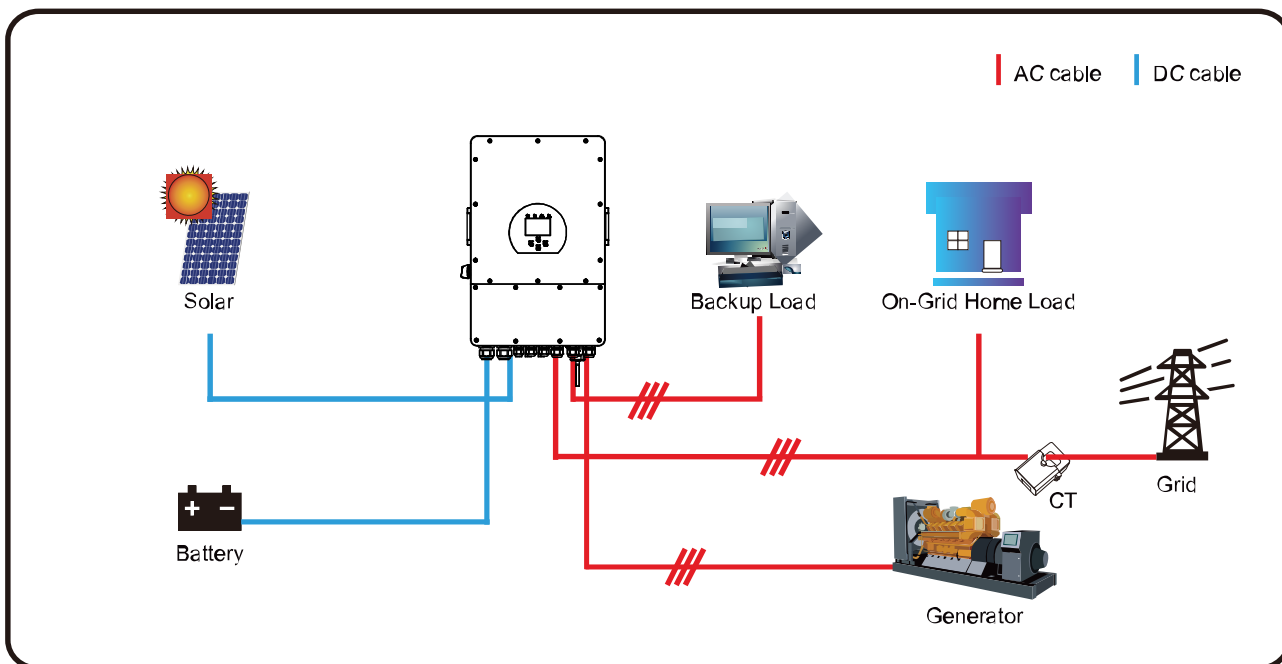 AC cable
DC cable
Solar
Backup Load
On-Grid Home Load
CT
Grid
+ −
Battery
Generator